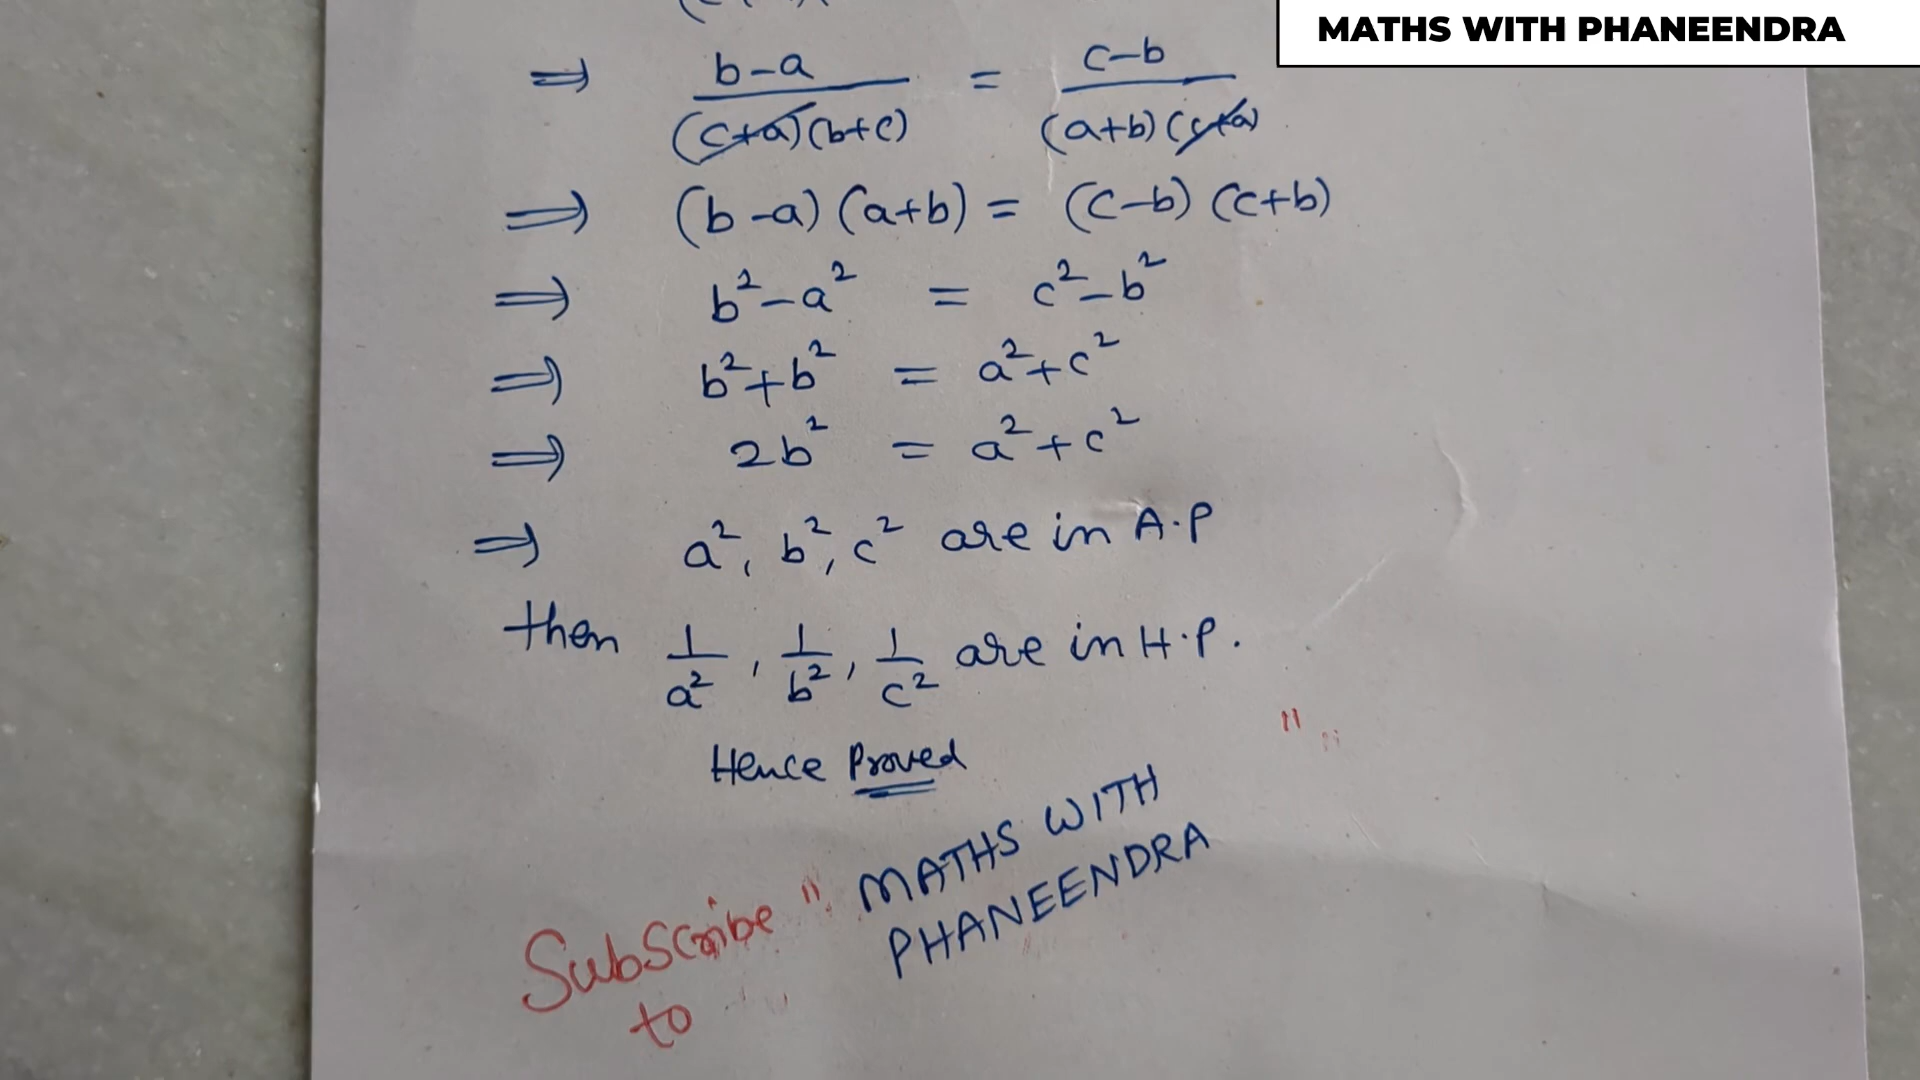 MATHS WITH PHANEENDRA
⇒ (b-a)/((c+a)(b+c)) = (c-b)/((a+b)(c+a))
⇒ (b-a)(a+b) = (c-b)(c+b)
⇒ b²-a² = c²-b²
⇒ b²+b² = a²+c²
⇒ 2b² = a²+c²
⇒ a², b², c² are in A.P
then 1/a², 1/b², 1/c² are in H.P.
Hence Proved
Subscribe " MATHS WITH
to PHANEENDRA "